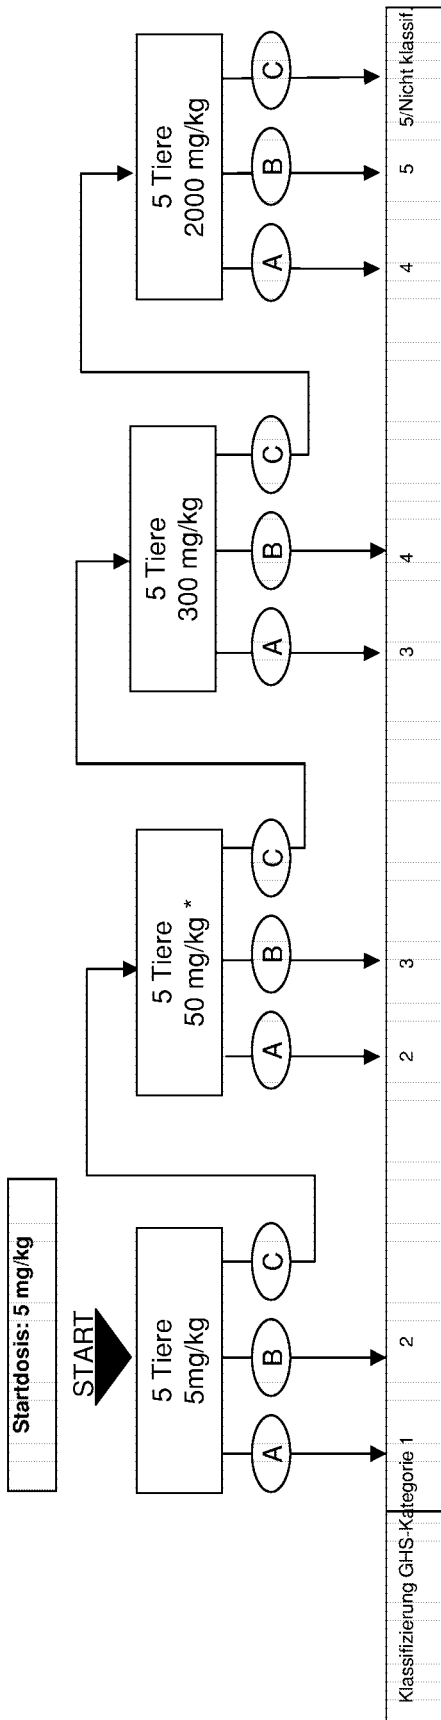 Startdosis: 5 mg/kg
START
5 Tiere
5mg/kg
A
B
C
5 Tiere
50 mg/kg *
A
B
C
5 Tiere
300 mg/kg
A
B
C
5 Tiere
2000 mg/kg
A
B
C
Klassifizierung GHS-Kategorie 1
2
2
3
3
4
4
5
5/Nicht klassif.